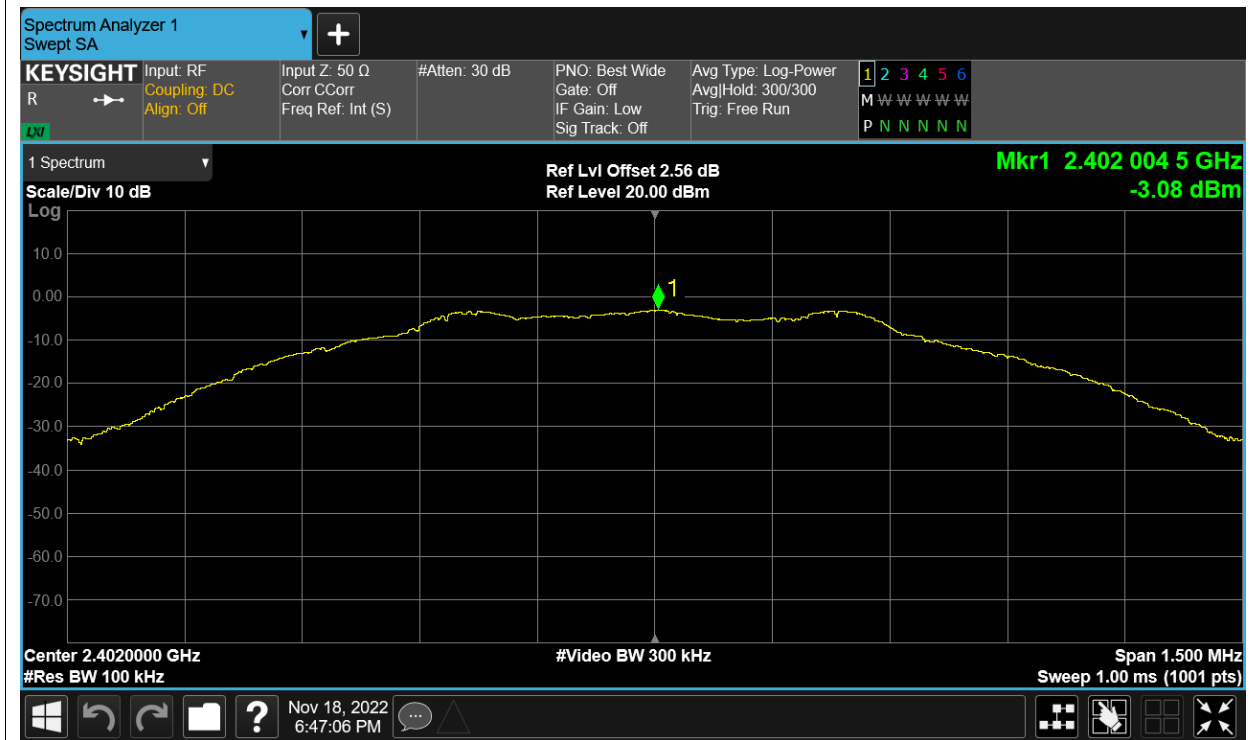 Spectrum Analyzer 1
Swept SA
KEYSIGHT
R
LXI
Input: RF
Coupling: DC
Align: Off
Input Z: 50 Ω
Corr CCorr
Freq Ref: Int (S)
#Atten: 30 dB
PNO: Best Wide
Gate: Off
IF Gain: Low
Sig Track: Off
Avg Type: Log-Power
Avg|Hold: 300/300
Trig: Free Run
1 2 3 4 5 6
M W W W W W
P N N N N N
1 Spectrum
Scale/Div 10 dB
Ref Lvl Offset 2.56 dB
Ref Level 20.00 dBm
Mkr1 2.402 004 5 GHz
-3.08 dBm
Log
10.0
0.00
1
-10.0
-20.0
-30.0
-40.0
-50.0
-60.0
-70.0
Center 2.4020000 GHz
#Res BW 100 kHz
#Video BW 300 kHz
Span 1.500 MHz
Sweep 1.00 ms (1001 pts)
?
Nov 18, 2022
6:47:06 PM